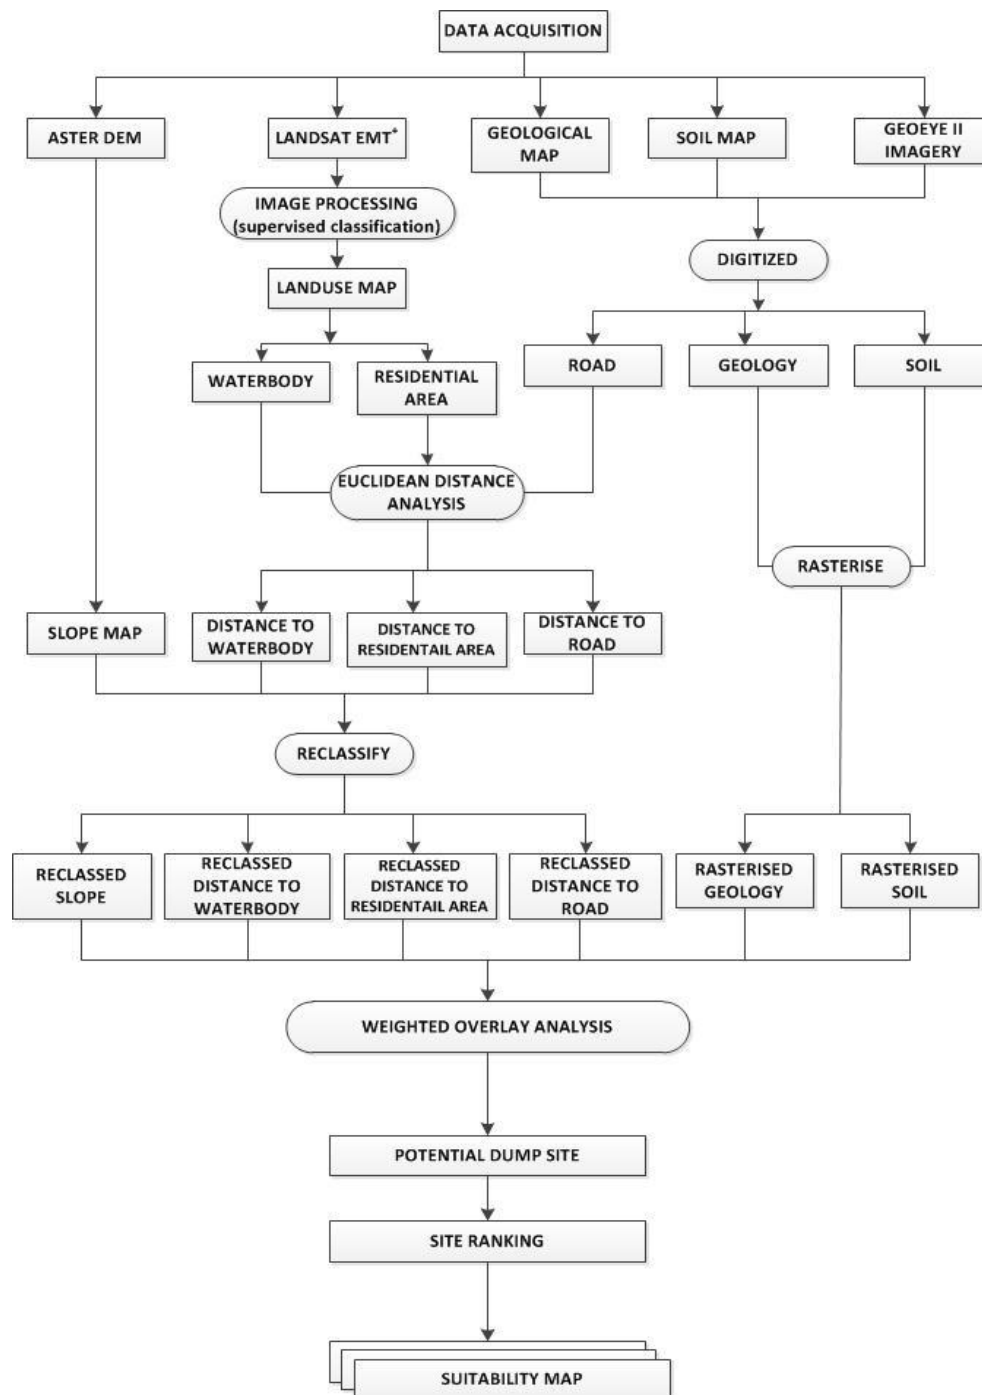 DATA ACQUISITION
ASTER DEM
LANDSAT EMT⁺
GEOLOGICAL
MAP
SOIL MAP
GEOEYE II
IMAGERY
IMAGE PROCESSING
(supervised classification)
DIGITIZED
LANDUSE MAP
WATERBODY
RESIDENTIAL
AREA
ROAD
GEOLOGY
SOIL
EUCLIDEAN DISTANCE
ANALYSIS
RASTERISE
SLOPE MAP
DISTANCE TO
WATERBODY
DISTANCE TO
RESIDENTAIL AREA
DISTANCE TO
ROAD
RECLASSIFY
RECLASSED
SLOPE
RECLASSED
DISTANCE TO
WATERBODY
RECLASSED
DISTANCE TO
RESIDENTAIL AREA
RECLASSED
DISTANCE TO
ROAD
RASTERISED
GEOLOGY
RASTERISED
SOIL
WEIGHTED OVERLAY ANALYSIS
POTENTIAL DUMP SITE
SITE RANKING
SUITABILITY MAP